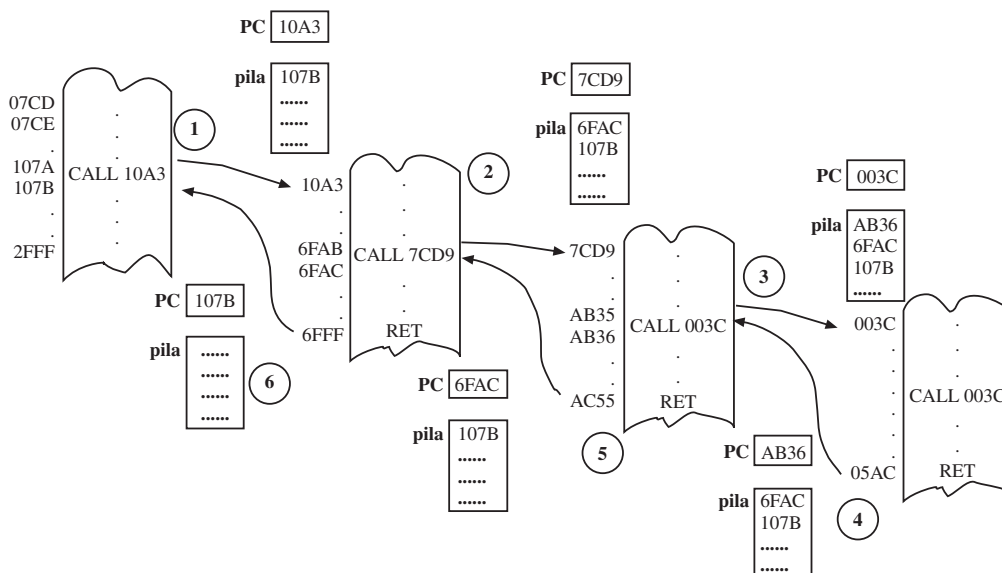 PC 10A3
pila 107B
......
......
......
07CD
07CE
.
107A
107B
.
.
2FFF
CALL 10A3
1
PC 107B
pila ......
......
......
......
6
10A3
.
.
6FAB
6FAC
.
.
6FFF
CALL 7CD9
RET
2
PC 7CD9
pila 6FAC
107B
......
......
PC 6FAC
pila 107B
......
......
......
7CD9
.
.
AB35
AB36
.
.
AC55
CALL 003C
RET
3
5
PC 003C
pila AB36
6FAC
107B
......
003C
.
.
.
.
.
.
05AC
CALL 003C
RET
PC AB36
pila 6FAC
107B
......
......
4